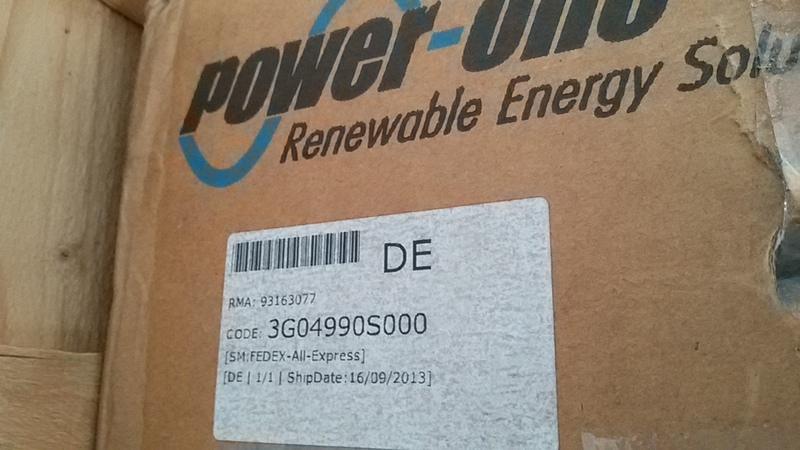 power-one
Renewable Energy Solu
DE
RMA: 93163077
CODE: 3G04990S000
[SM:FEDEX-All-Express]
[DE | 1/1 | ShipDate:16/09/2013]